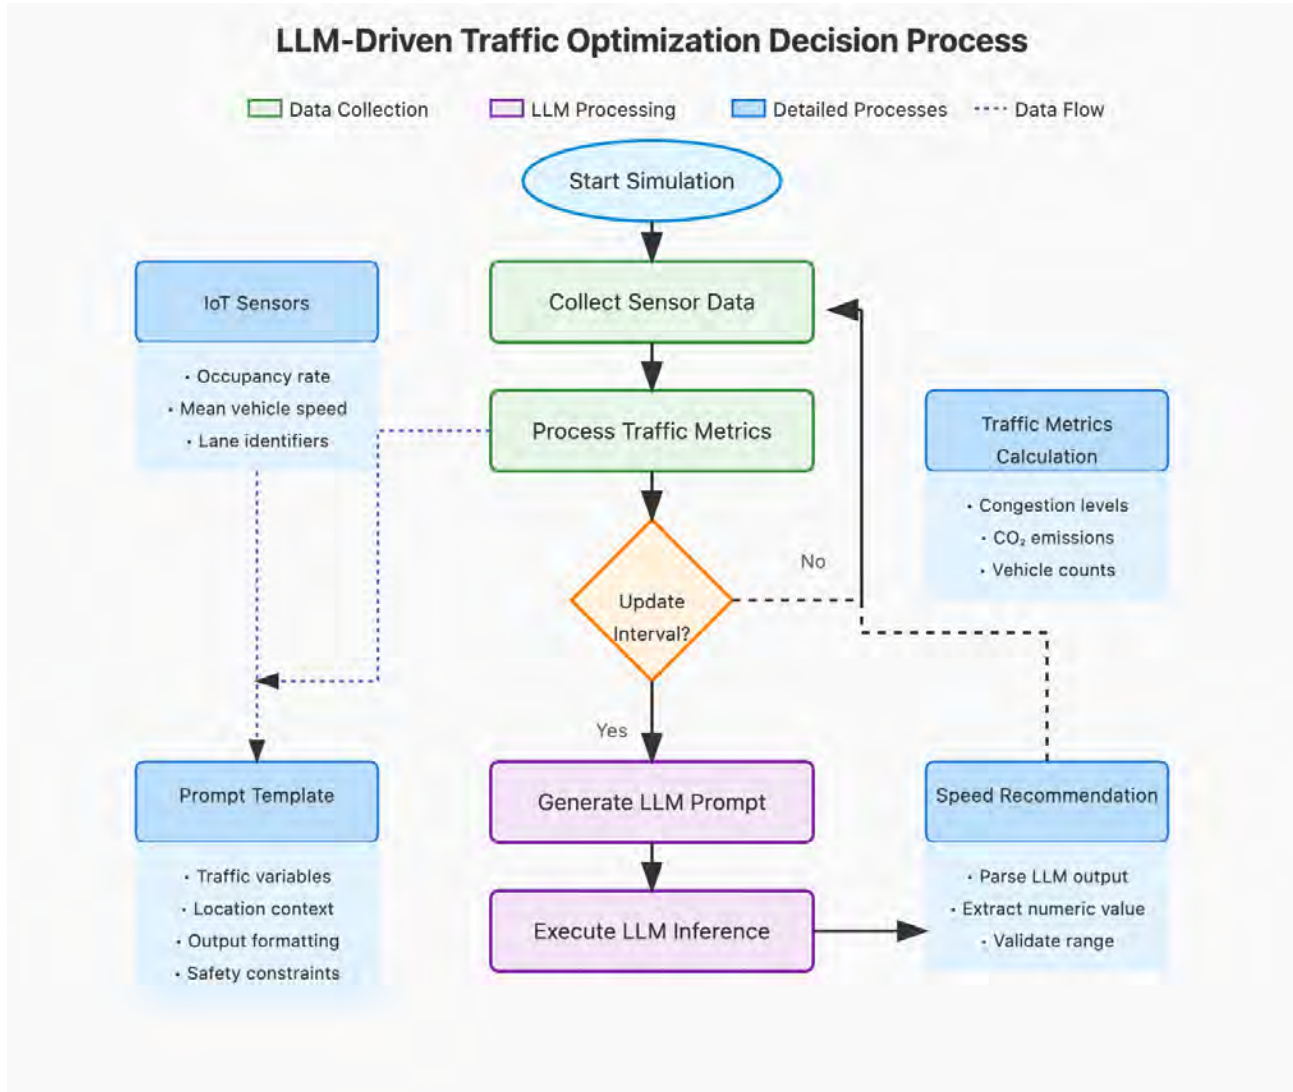 LLM-Driven Traffic Optimization Decision Process
Data Collection
LLM Processing
Detailed Processes
Data Flow
Start Simulation
IoT Sensors
· Occupancy rate
· Mean vehicle speed
· Lane identifiers
Collect Sensor Data
Process Traffic Metrics
Traffic Metrics
Calculation
· Congestion levels
· CO₂ emissions
· Vehicle counts
Update
Interval?
No
Yes
Prompt Template
· Traffic variables
· Location context
· Output formatting
· Safety constraints
Generate LLM Prompt
Execute LLM Inference
Speed Recommendation
· Parse LLM output
· Extract numeric value
· Validate range